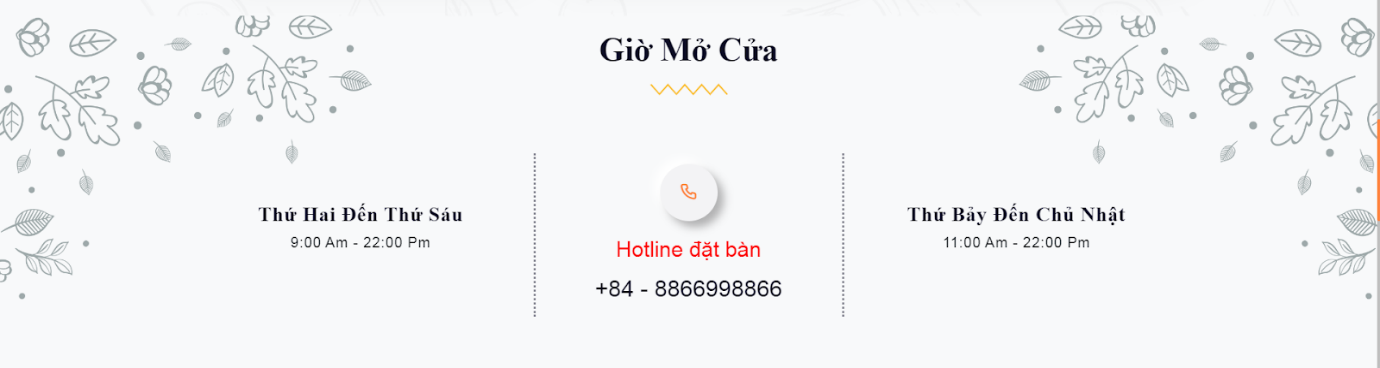 Giờ Mở Cửa
Thứ Hai Đến Thứ Sáu
9:00 Am - 22:00 Pm
Hotline đặt bàn
+84 - 8866998866
Thứ Bảy Đến Chủ Nhật
11:00 Am - 22:00 Pm